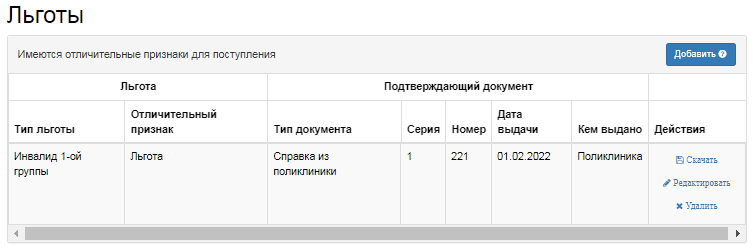 Льготы
Имеются отличительные признаки для поступления
Добавить
Льгота Подтверждающий документ
Тип льготы Отличительный признак Тип документа Серия Номер Дата выдачи Кем выдано Действия
Инвалид 1-ой группы Льгота Справка из поликлиники 1 221 01.02.2022 Поликлиника
Скачать
Редактировать
Удалить